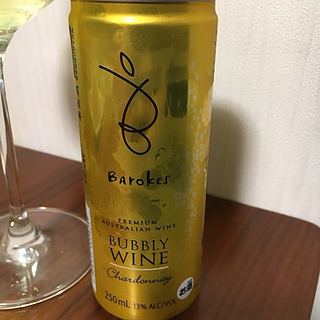 Barokes
PREMIUM
AUSTRALIAN WINE
BUBBLY
WINE
Chardonnay
250mL 13% ALC/VOL
お酒